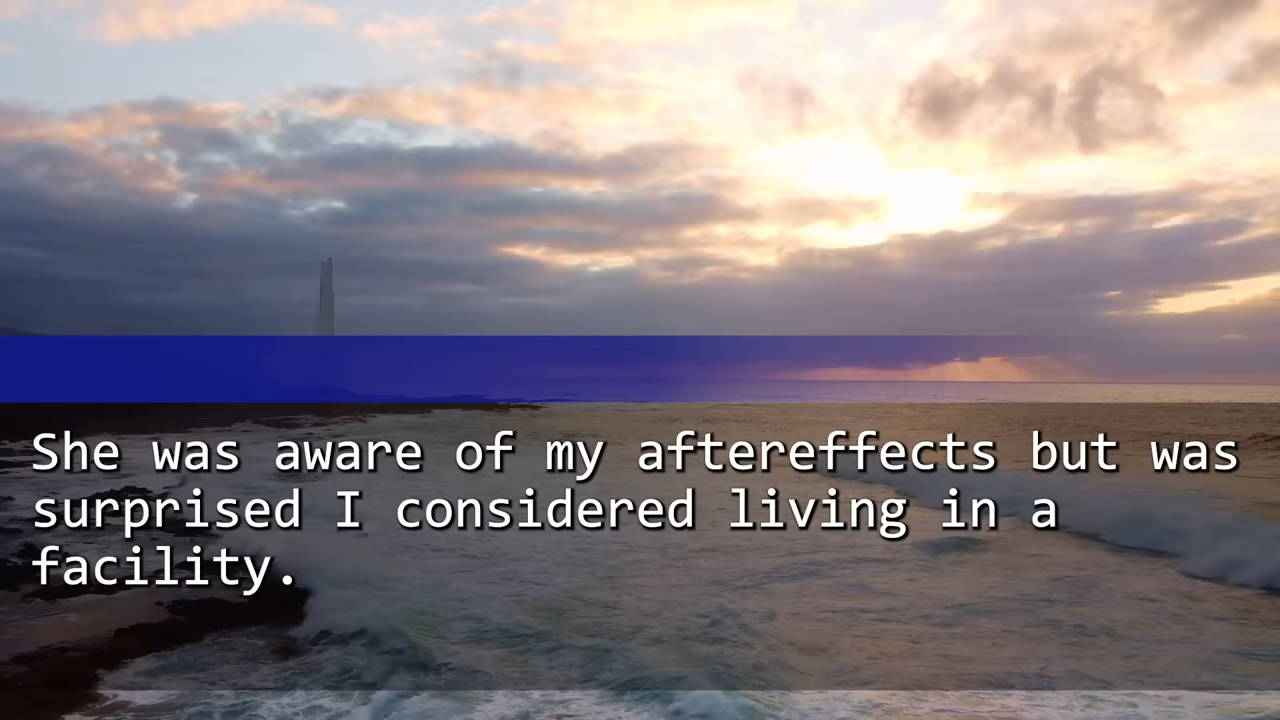 She was aware of my aftereffects but was
surprised I considered living in a
facility.